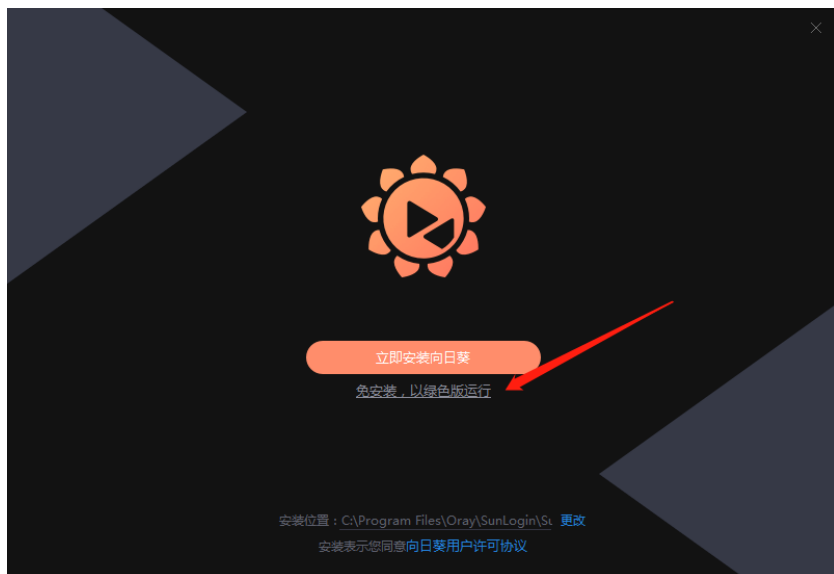 立即安装向日葵
免安装，以绿色版运行
安装位置：C:\Program Files\Oray\SunLogin\Su 更改
安装表示您同意向日葵用户许可协议